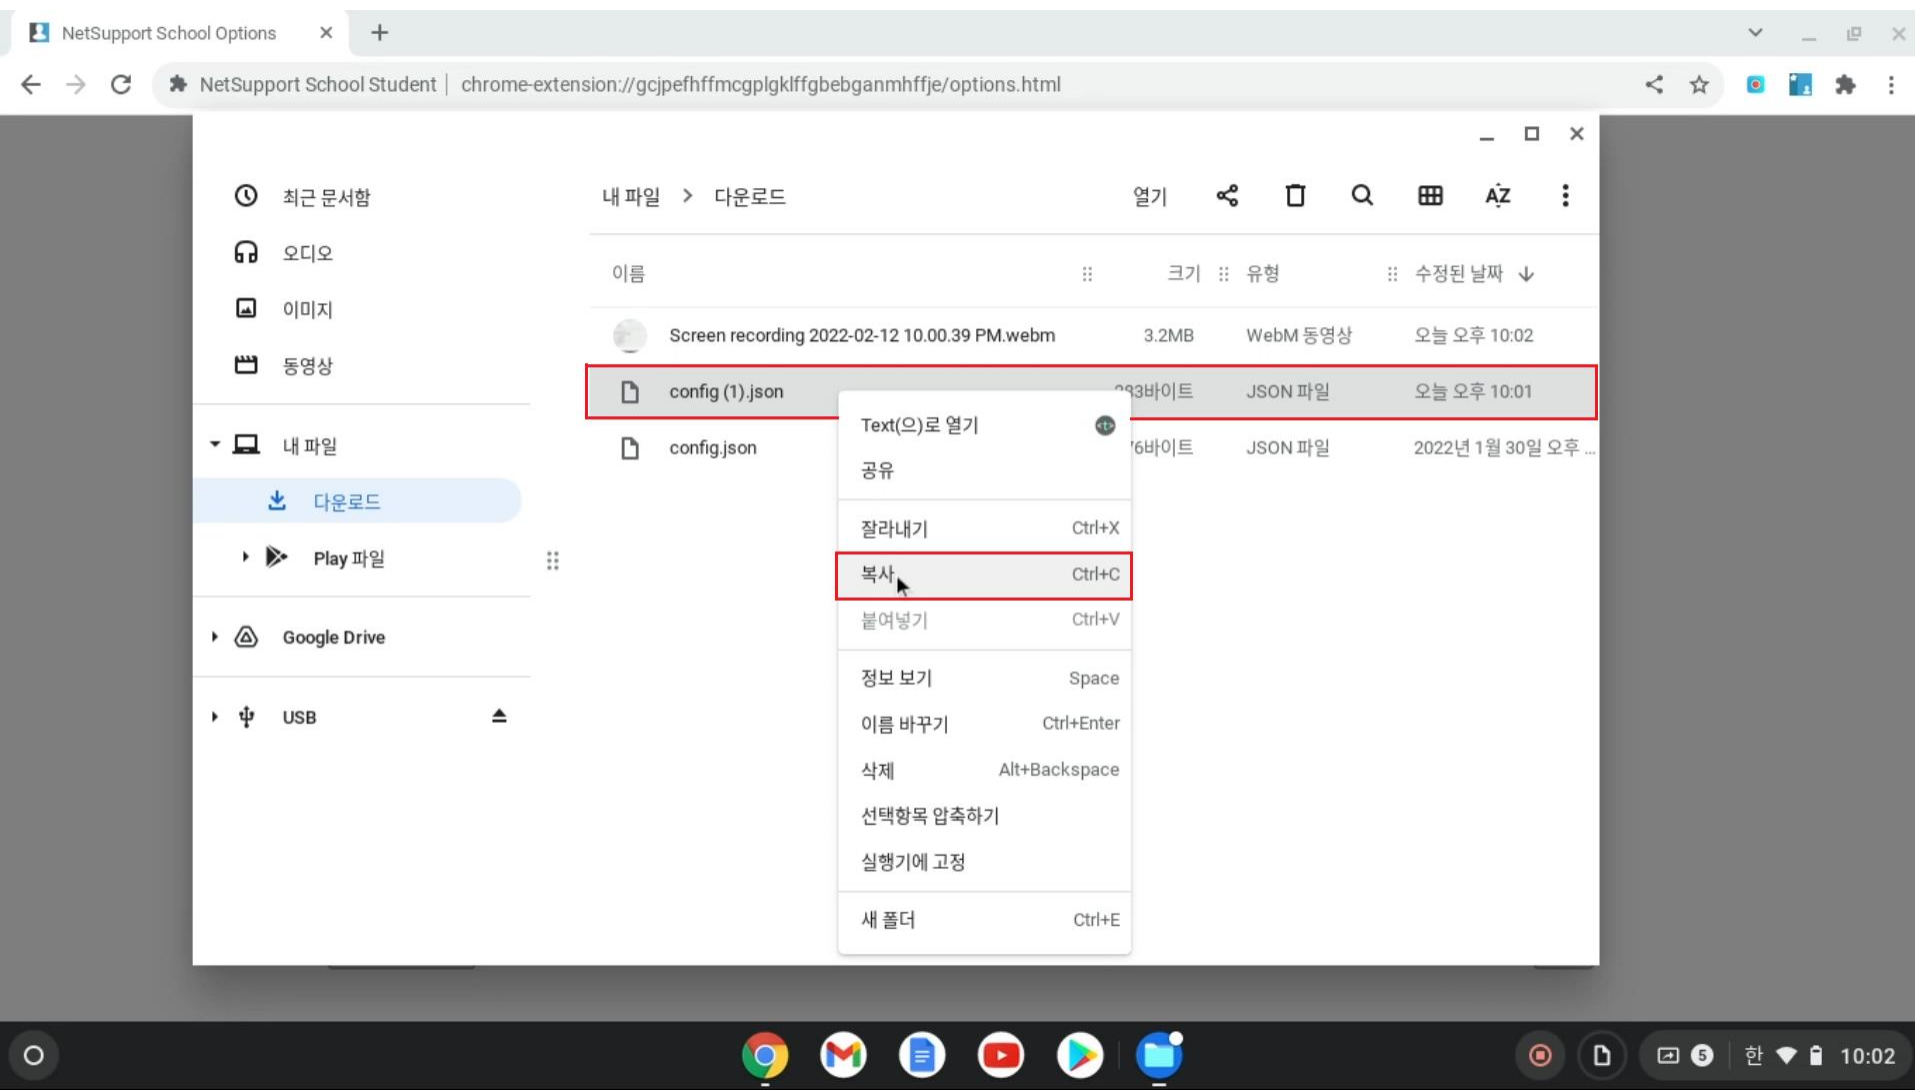 NetSupport School Options
NetSupport School Student | chrome-extension://gcjpefhffmcgplgklffgbebganmhffje/options.html
최근 문서함
오디오
이미지
동영상
내 파일
다운로드
Play 파일
Google Drive
USB
내 파일 > 다운로드
열기
AZ
이름 크기 유형 수정된 날짜
Screen recording 2022-02-12 10.00.39 PM.webm 3.2MB WebM 동영상 오늘 오후 10:02
config (1).json 바이트 JSON 파일 오늘 오후 10:01
config.json 6바이트 JSON 파일 2022년 1월 30일 오후 ...
Text(으)로 열기
공유
잘라내기 Ctrl+X
복사 Ctrl+C
붙여넣기 Ctrl+V
정보 보기 Space
이름 바꾸기 Ctrl+Enter
삭제 Alt+Backspace
선택항목 압축하기
실행기에 고정
새 폴더 Ctrl+E
5 한 10:02